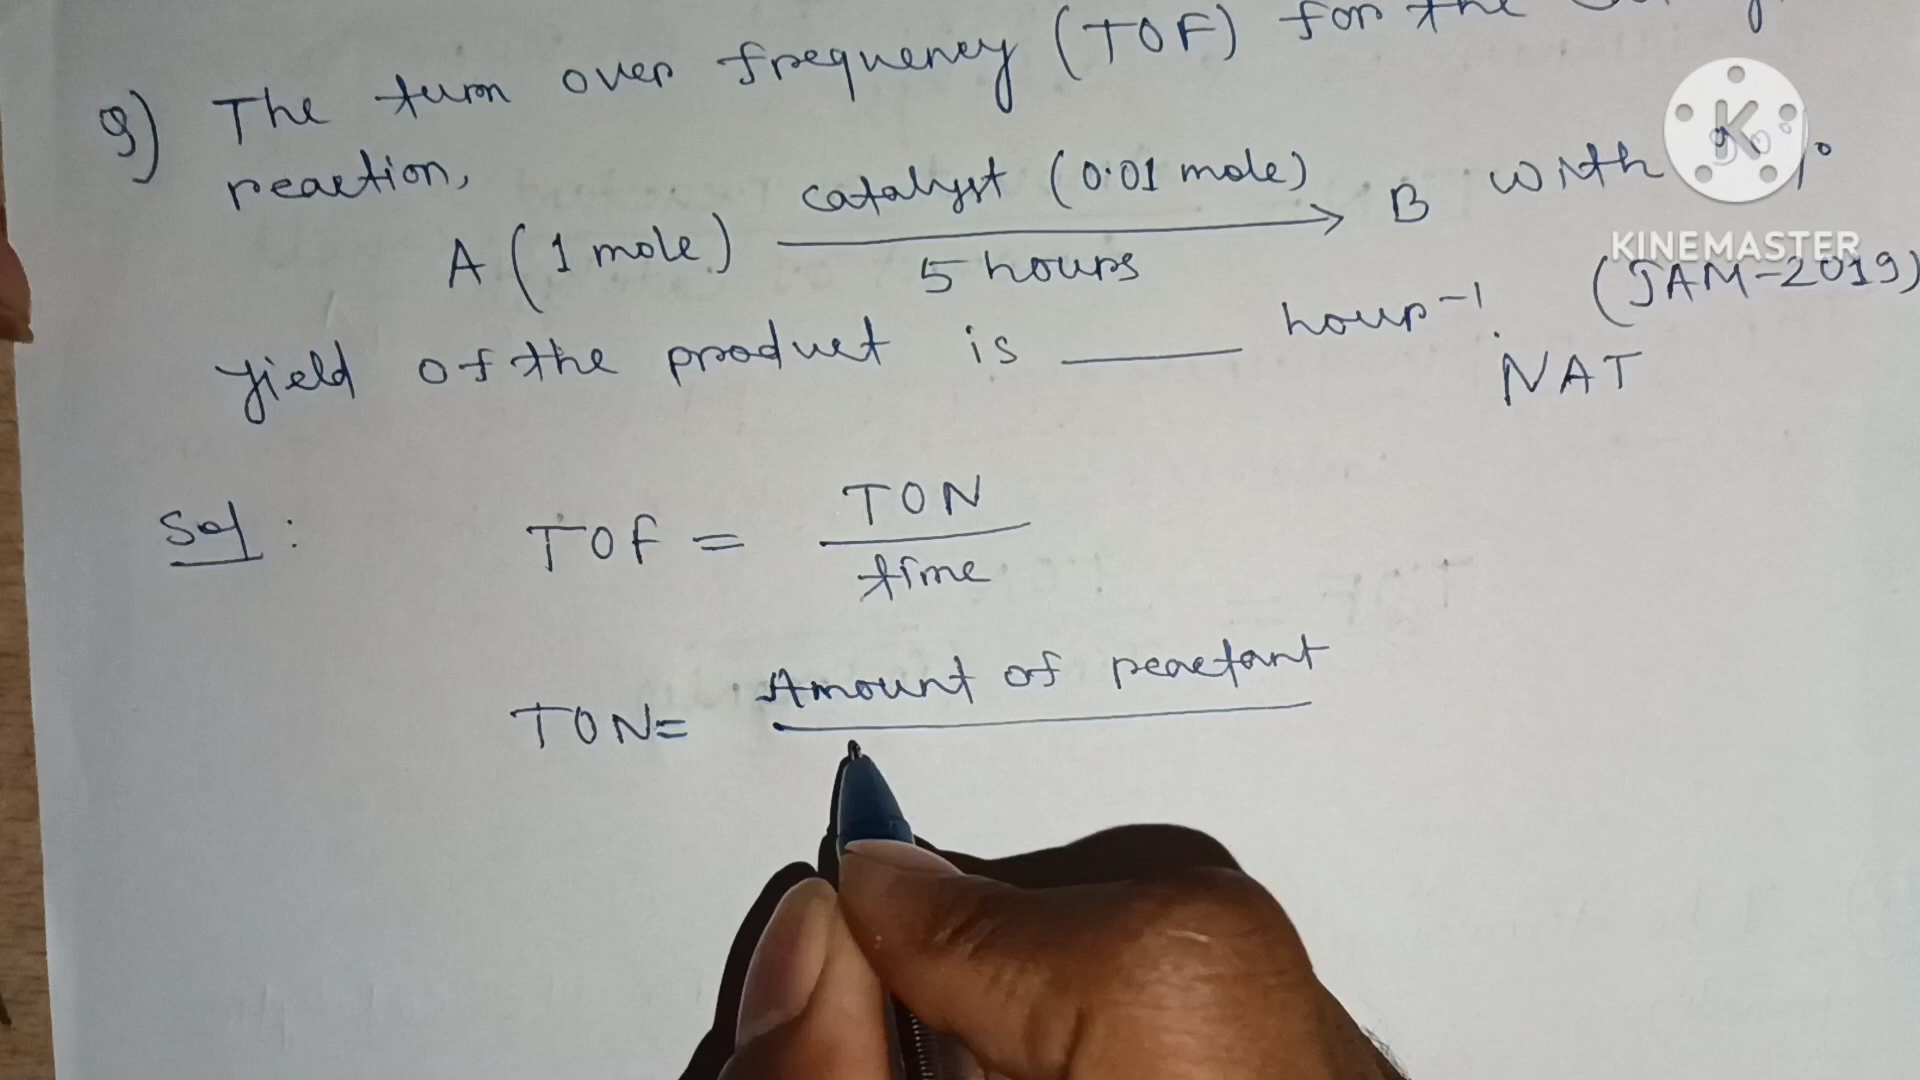 9) The turn over frequency (TOF) for the
reaction,
A (1 mole) catalyst (0.01 mole) B with %
5 hours
yield of the product is ______ hour-1. (JAM-2019)
NAT
Sol :
TOF = TON
time
TON= Amount of reactant
K
KINEMASTER